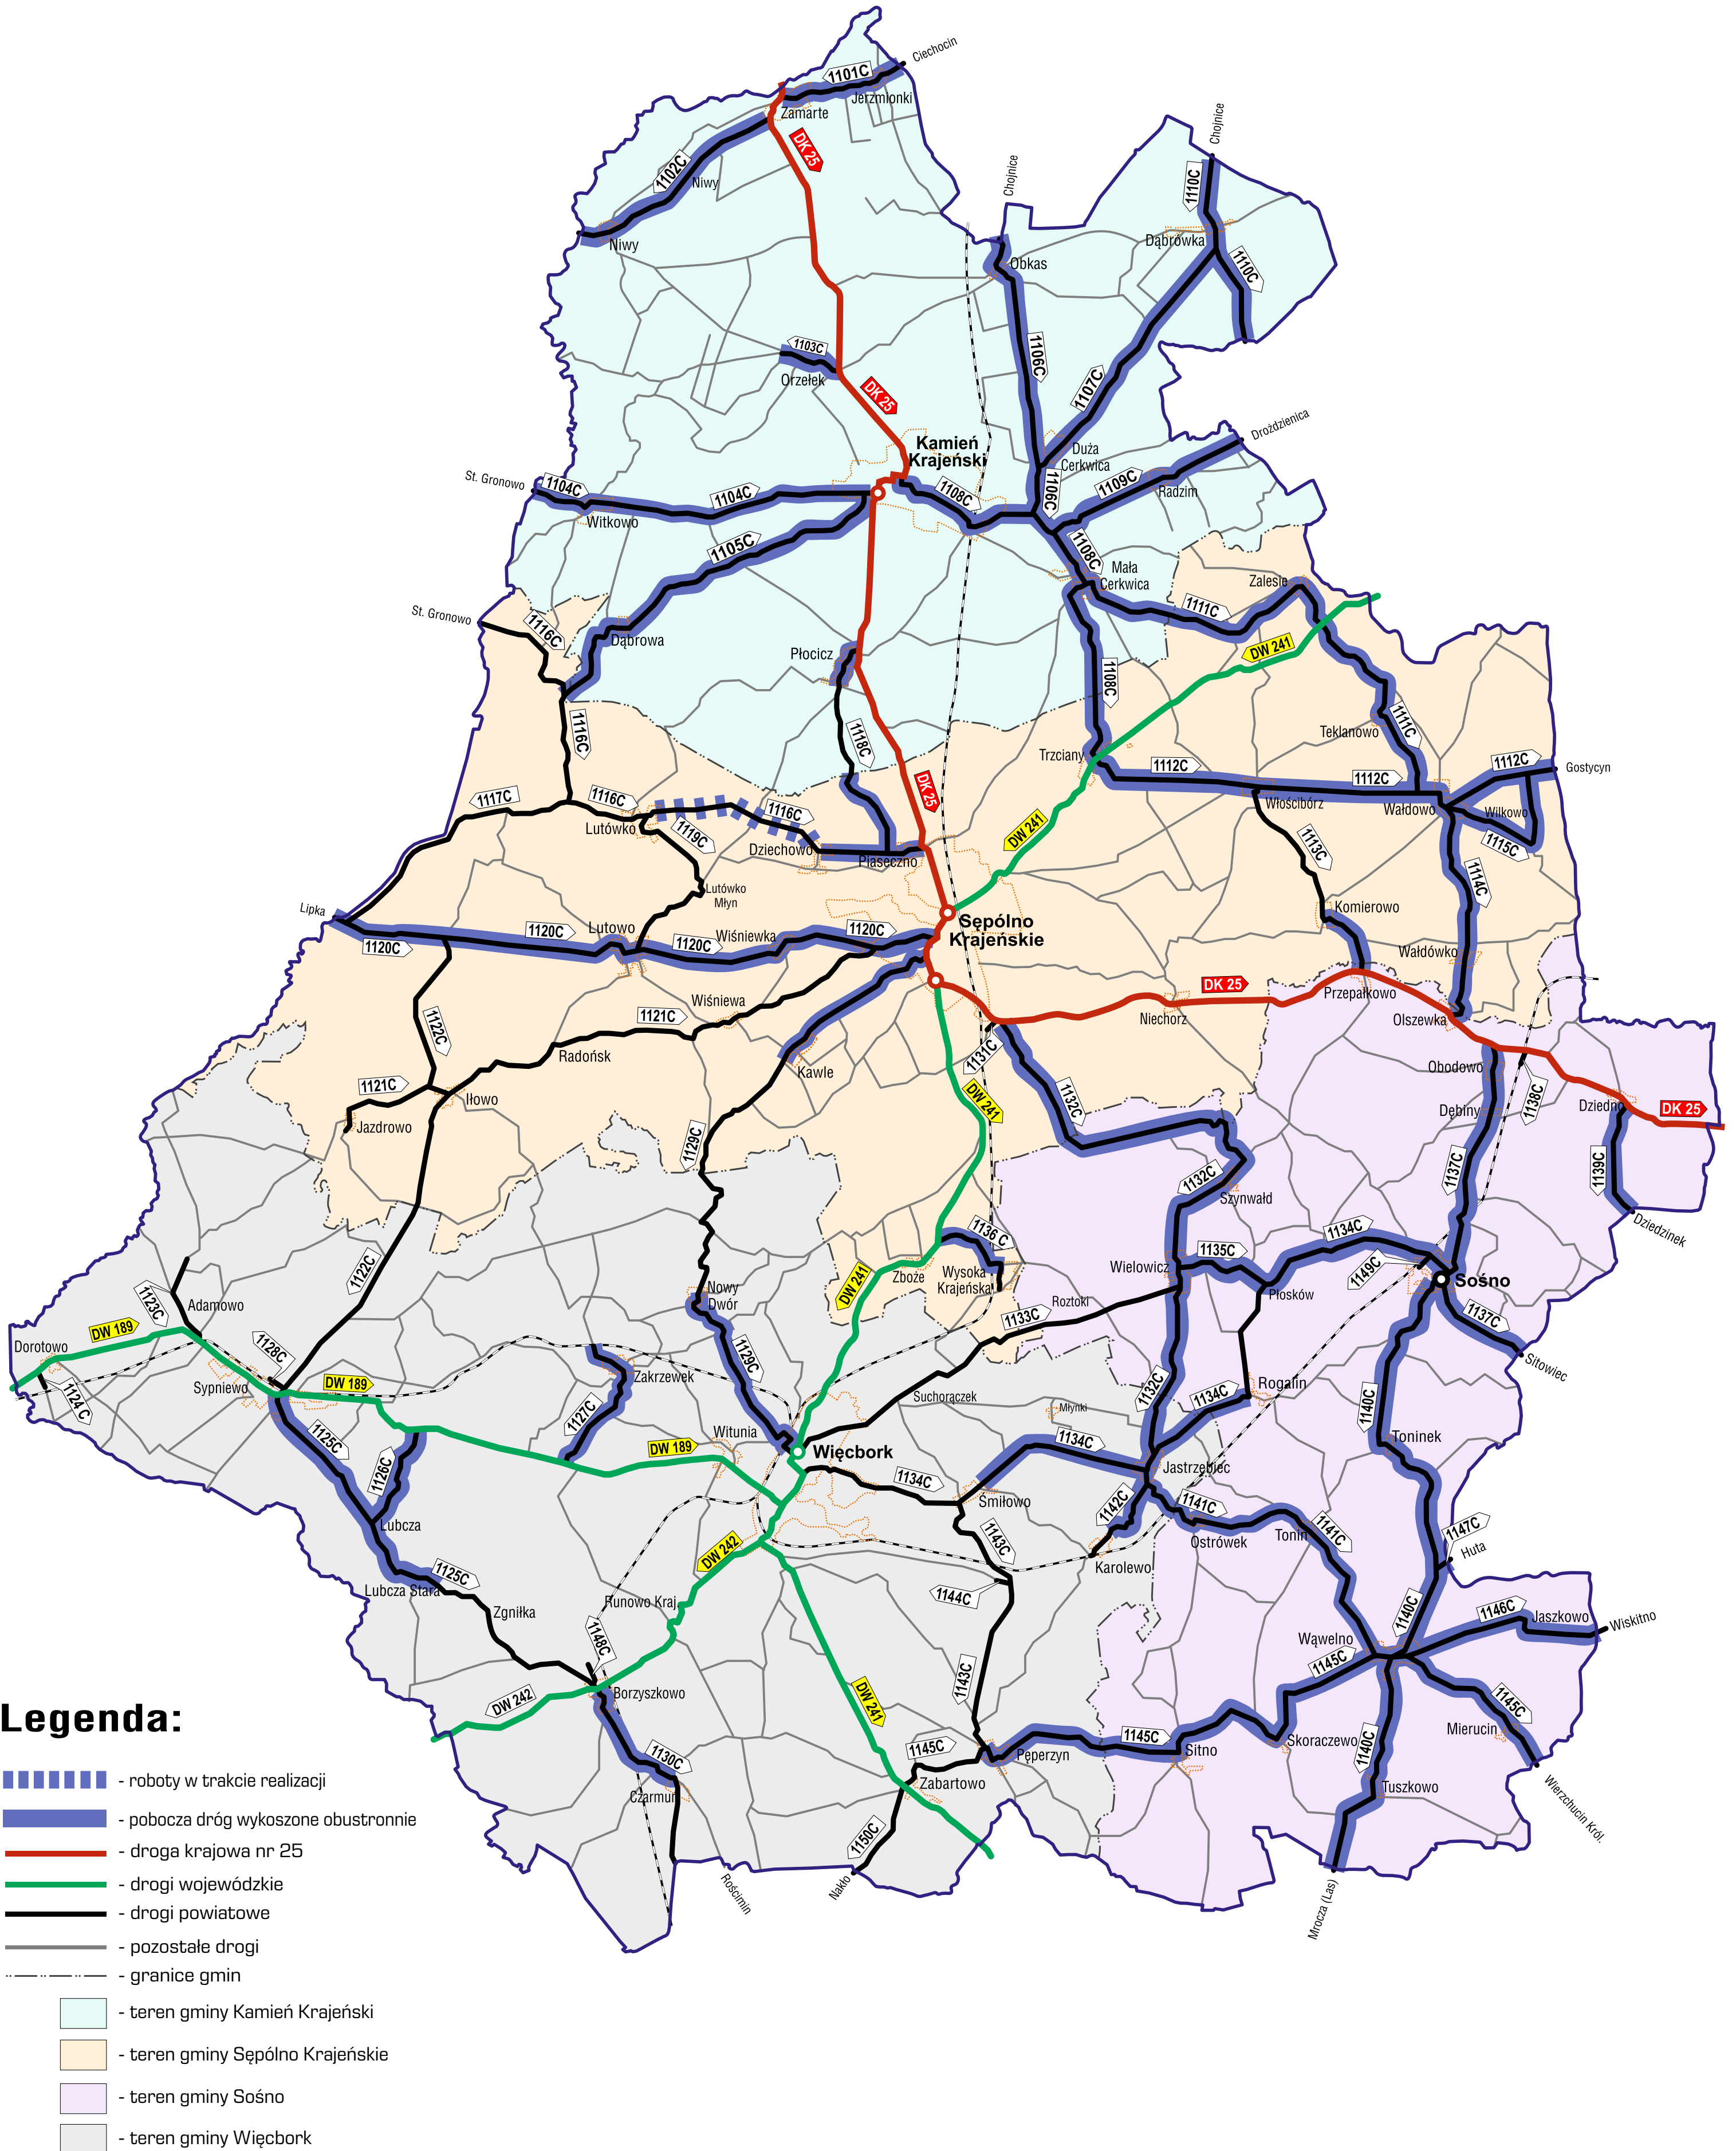 Ciechocin
1101C
Jerzmionki
Zamarte
DK 25
1102C
Niwy
Niwy
Chojnice
Chojnice
1110C
Dąbrówka
1110C
Obkas
1103C
Orzełek
1106C
1107C
DK 25
Kamień
Krajeński
Duża
Cerkwica
Drożdzienica
St. Gronowo
1104C
1104C
1108C
1106C
1109C
Radzim
Witkowo
1105C
1108C
Mała
Cerkwica
Zalesie
St. Gronowo
1116C
Dąbrowa
1111C
DW 241
Płocicz
1108C
1116C
1118C
Teklanowo
1111C
Trzciany
1112C
1112C
1112C
Gostycyn
1117C
1116C
DK 25
Włościbórz
Wałdowo
Wilkowo
Lutówko
1119C
1116C
Dziechowo
Piaseczno
DW 241
1113C
1115C
1114C
Lutówko
Młyn
Lipka
Komierowo
1120C
1120C
Lutowo
1120C
Wiśniewka
1120C
Sępólno
Krajeńskie
Wałdówko
DK 25
Przepałkowo
Wiśniewa
1121C
Niechorz
Olszewka
1122C
Radońsk
1131C
Kawle
Obodowo
1121C
Iłowo
1132C
DW 241
Dębiny
1138C
Dziedno
DK 25
Jazdrowo
1129C
1132C
Szynwałd
1137C
1139C
Dziedzinek
1136 C
1134C
1122C
Zboże
Wysoka
Krajeńska
Wielowicz
1135C
1149C
Sośno
1123C
Adamowo
DW 241
Nowy
Dwór
Roztoki
1133C
Płosków
1137C
Dorotowo
DW 189
1128C
1129C
Sitowiec
Sypniewo
DW 189
Zakrzewek
1132C
1134C
Rogalin
1124 C
Suchorączek
Młynki
1125C
1127C
Witunia
DW 189
Więcbork
1134C
1140C
Toninek
1126C
1134C
Jastrzębiec
Śmiłowo
1142C
1141C
Lubcza
1143C
Ostrówek
Tonin
1141C
1147C
Huta
DW 242
Karolewo
1125C
Lubcza Stara
Zgniłka
Runowo Kraj.
1144C
1140C
1146C
Jaszkowo
Wiskitno
1148C
Wąwelno
1145C
1143C
DW 242
Borzyszkowo
DW 241
1145C
Mierucin
1130C
1145C
Pęperzyn
1145C
Sitno
Skoraczewo
1140C
Czarmuń
Zabartowo
Tuszkowo
Wierzchucin Król.
1150C
Rościmin
Nakło
Mrocza (Las)
Legenda:
- roboty w trakcie realizacji
- pobocza dróg wykoszone obustronnie
- droga krajowa nr 25
- drogi wojewódzkie
- drogi powiatowe
- pozostałe drogi
- granice gmin
- teren gminy Kamień Krajeński
- teren gminy Sępólno Krajeńskie
- teren gminy Sośno
- teren gminy Więcbork